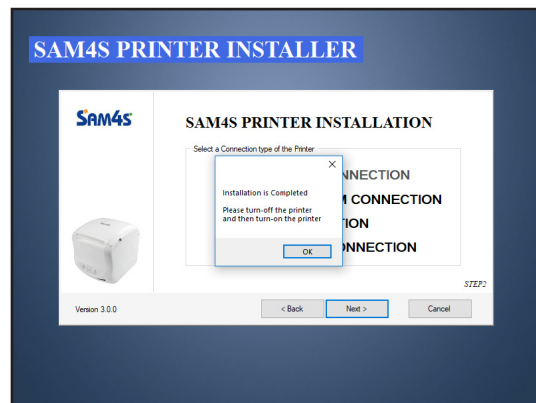 SAM4S PRINTER INSTALLER
SAM4S
SAM4S PRINTER INSTALLATION
Select a Connection type of the Printer
NNECTION
CONNECTION
ION
NNECTION
Installation is Completed
Please turn-off the printer
and then turn-on the printer
OK
STEP2
Version 3.0.0
< Back
Next >
Cancel